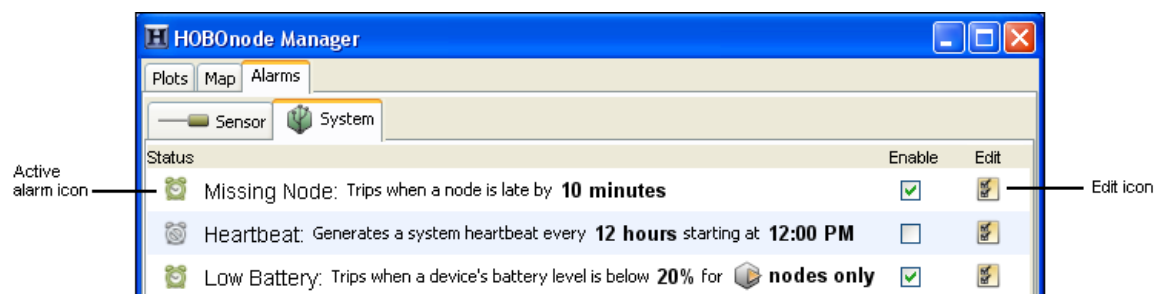 HOBOnode Manager
Plots Map Alarms
Sensor System
Status Enable Edit
Active
alarm icon
Missing Node: Trips when a node is late by 10 minutes
Edit icon
Heartbeat: Generates a system heartbeat every 12 hours starting at 12:00 PM
Low Battery: Trips when a device's battery level is below 20% for nodes only